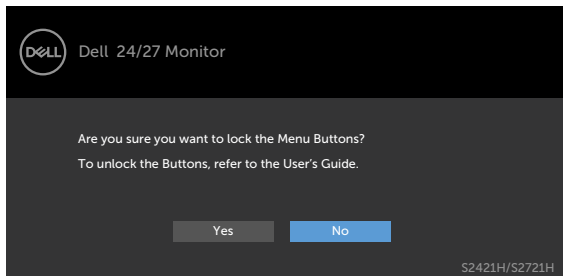 DELL
Dell 24/27 Monitor
Are you sure you want to lock the Menu Buttons?
To unlock the Buttons, refer to the User's Guide.
Yes No
S2421H/S2721H